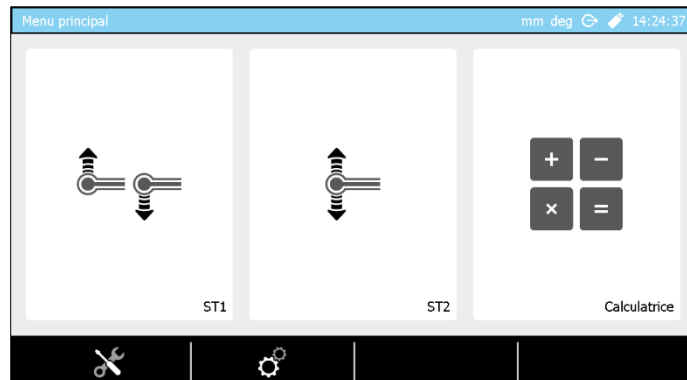 Menu principal
mm deg 14:24:37
ST1
ST2
+ −
× =
Calculatrice